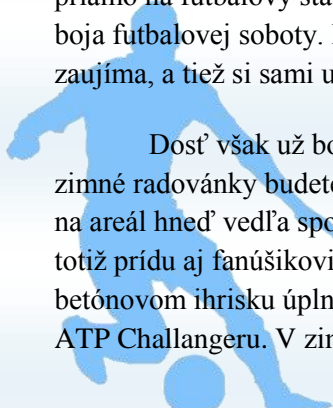 priamo na futbalový šta
boja futbalovej soboty.
zaujíma, a tiež si sami u
Dosť však už bo
zimné radovánky budete
na areál hneď vedľa spo
totiž prídu aj fanúšikovi
betónovom ihrisku úpln
ATP Challangeru. V zim